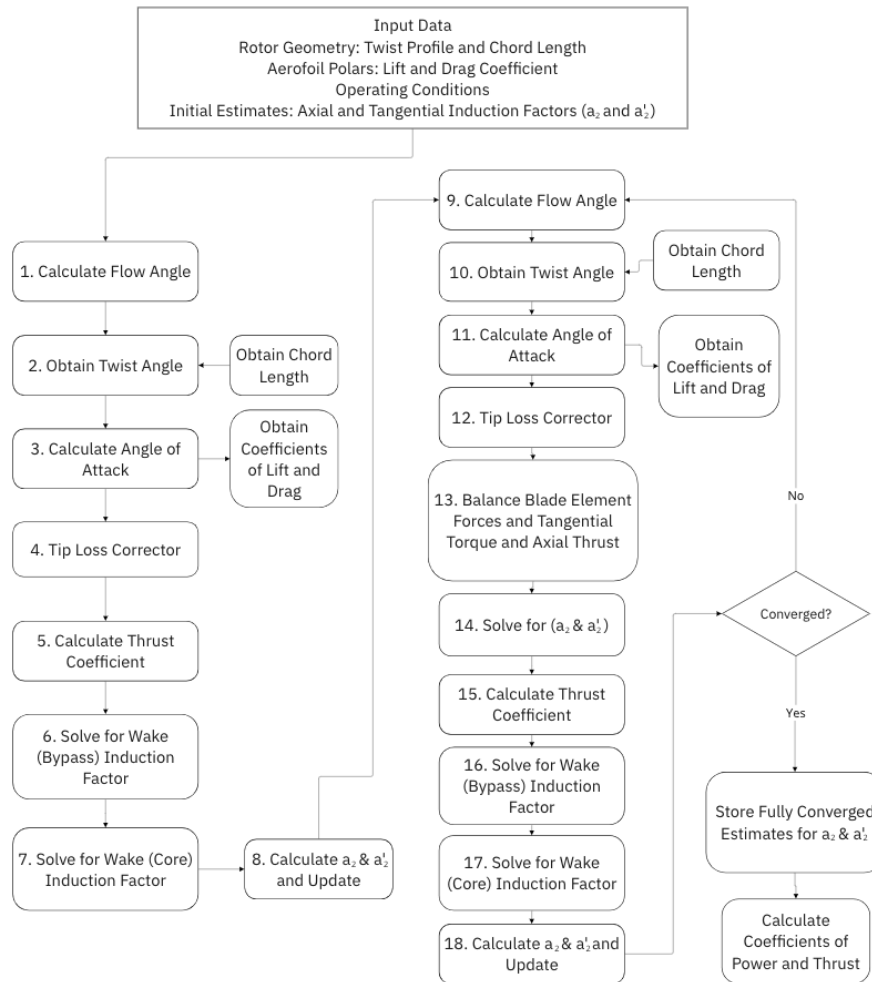 Input Data
Rotor Geometry: Twist Profile and Chord Length
Aerofoil Polars: Lift and Drag Coefficient
Operating Conditions
Initial Estimates: Axial and Tangential Induction Factors (a₂ and a'₂)
1. Calculate Flow Angle
2. Obtain Twist Angle
Obtain Chord
Length
3. Calculate Angle of
Attack
Obtain
Coefficients
of Lift and
Drag
4. Tip Loss Corrector
5. Calculate Thrust
Coefficient
6. Solve for Wake
(Bypass) Induction
Factor
7. Solve for Wake (Core)
Induction Factor
8. Calculate a₂ & a'₂
and Update
9. Calculate Flow Angle
10. Obtain Twist Angle
Obtain Chord
Length
11. Calculate Angle of
Attack
Obtain
Coefficients of
Lift and Drag
12. Tip Loss Corrector
13. Balance Blade Element
Forces and Tangential
Torque and Axial Thrust
14. Solve for (a₂ & a'₂)
15. Calculate Thrust
Coefficient
16. Solve for Wake
(Bypass) Induction
Factor
17. Solve for Wake
(Core) Induction Factor
18. Calculate a₂ & a'₂ and
Update
Converged?
No
Yes
Store Fully Converged
Estimates for a₂ & a'₂
Calculate
Coefficients of
Power and Thrust